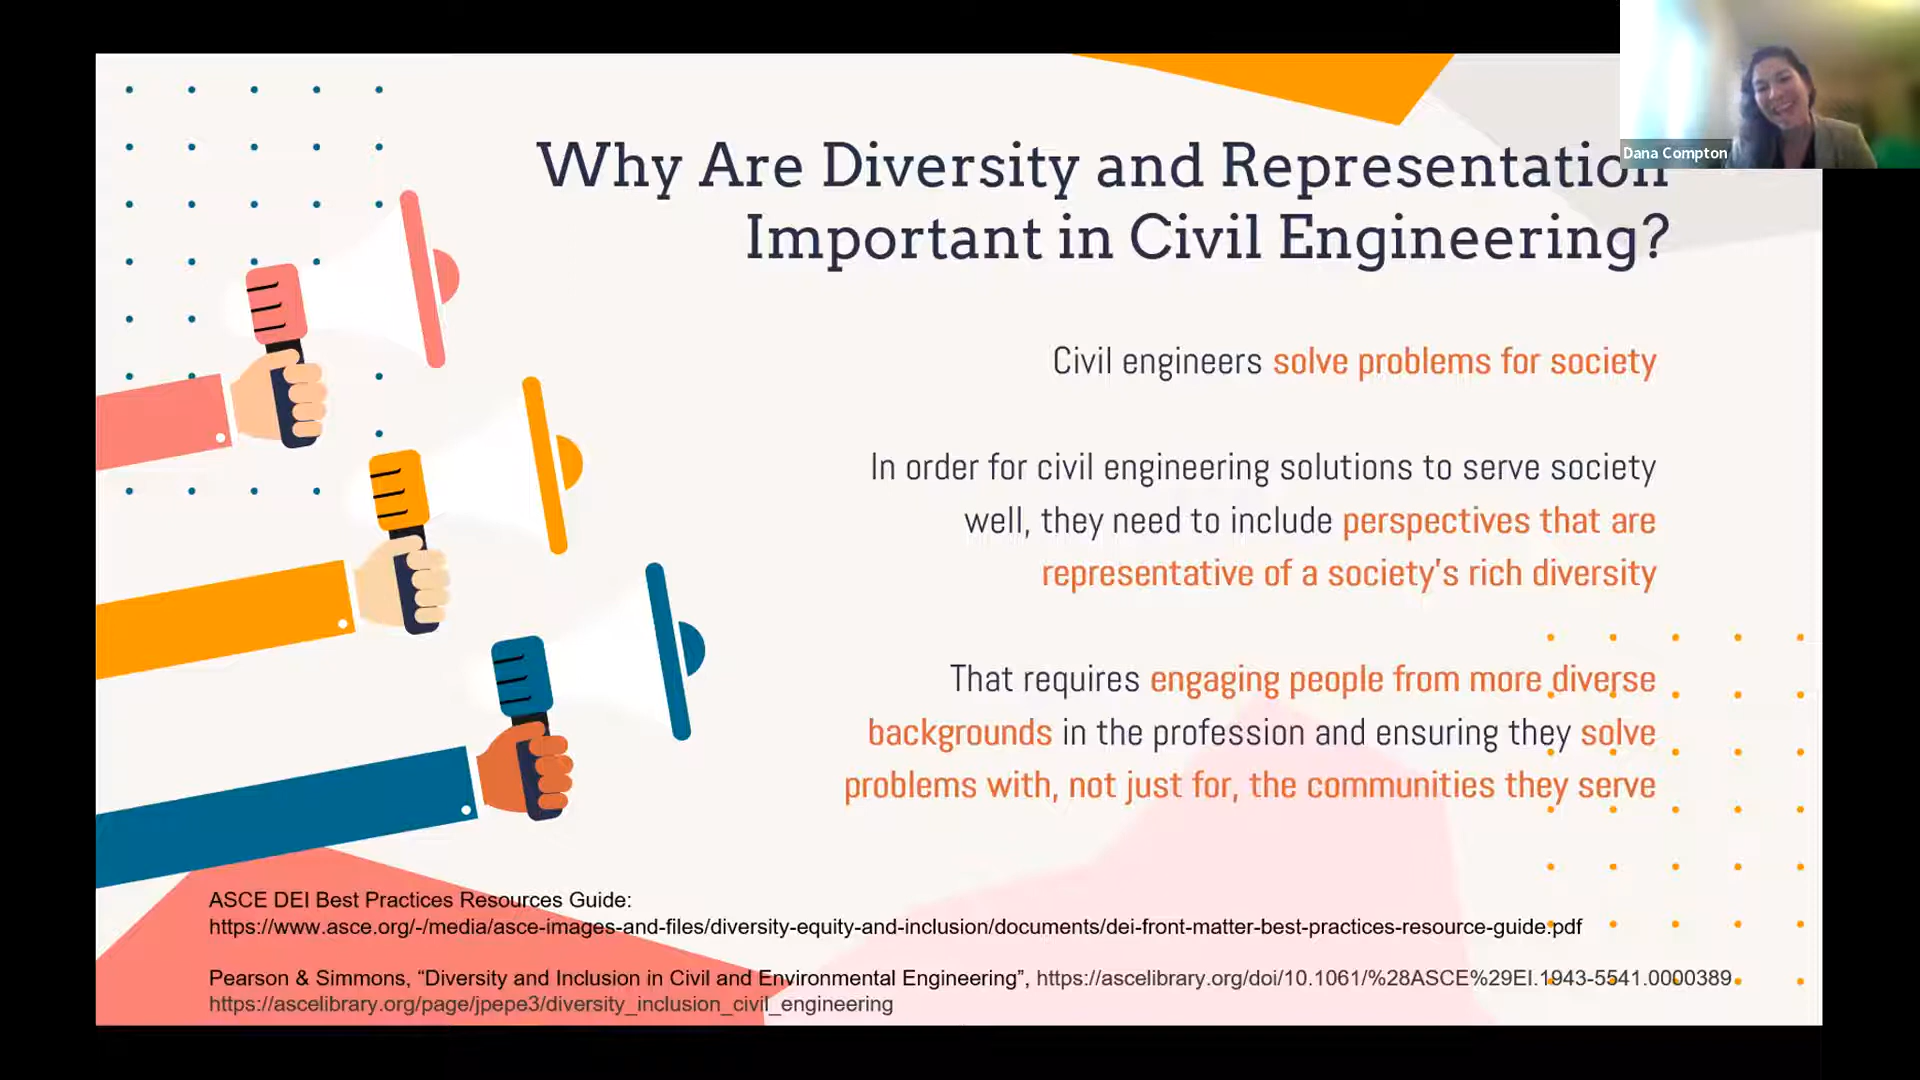 Dana Compton
Why Are Diversity and Representation
Important in Civil Engineering?
Civil engineers solve problems for society
In order for civil engineering solutions to serve society
well, they need to include perspectives that are
representative of a society's rich diversity
That requires engaging people from more diverse
backgrounds in the profession and ensuring they solve
problems with, not just for, the communities they serve
ASCE DEI Best Practices Resources Guide:
https://www.asce.org/-/media/asce-images-and-files/diversity-equity-and-inclusion/documents/dei-front-matter-best-practices-resource-guide.pdf
Pearson & Simmons, “Diversity and Inclusion in Civil and Environmental Engineering”, https://ascelibrary.org/doi/10.1061/%28ASCE%29EI.1943-5541.0000389
https://ascelibrary.org/page/jpepe3/diversity_inclusion_civil_engineering